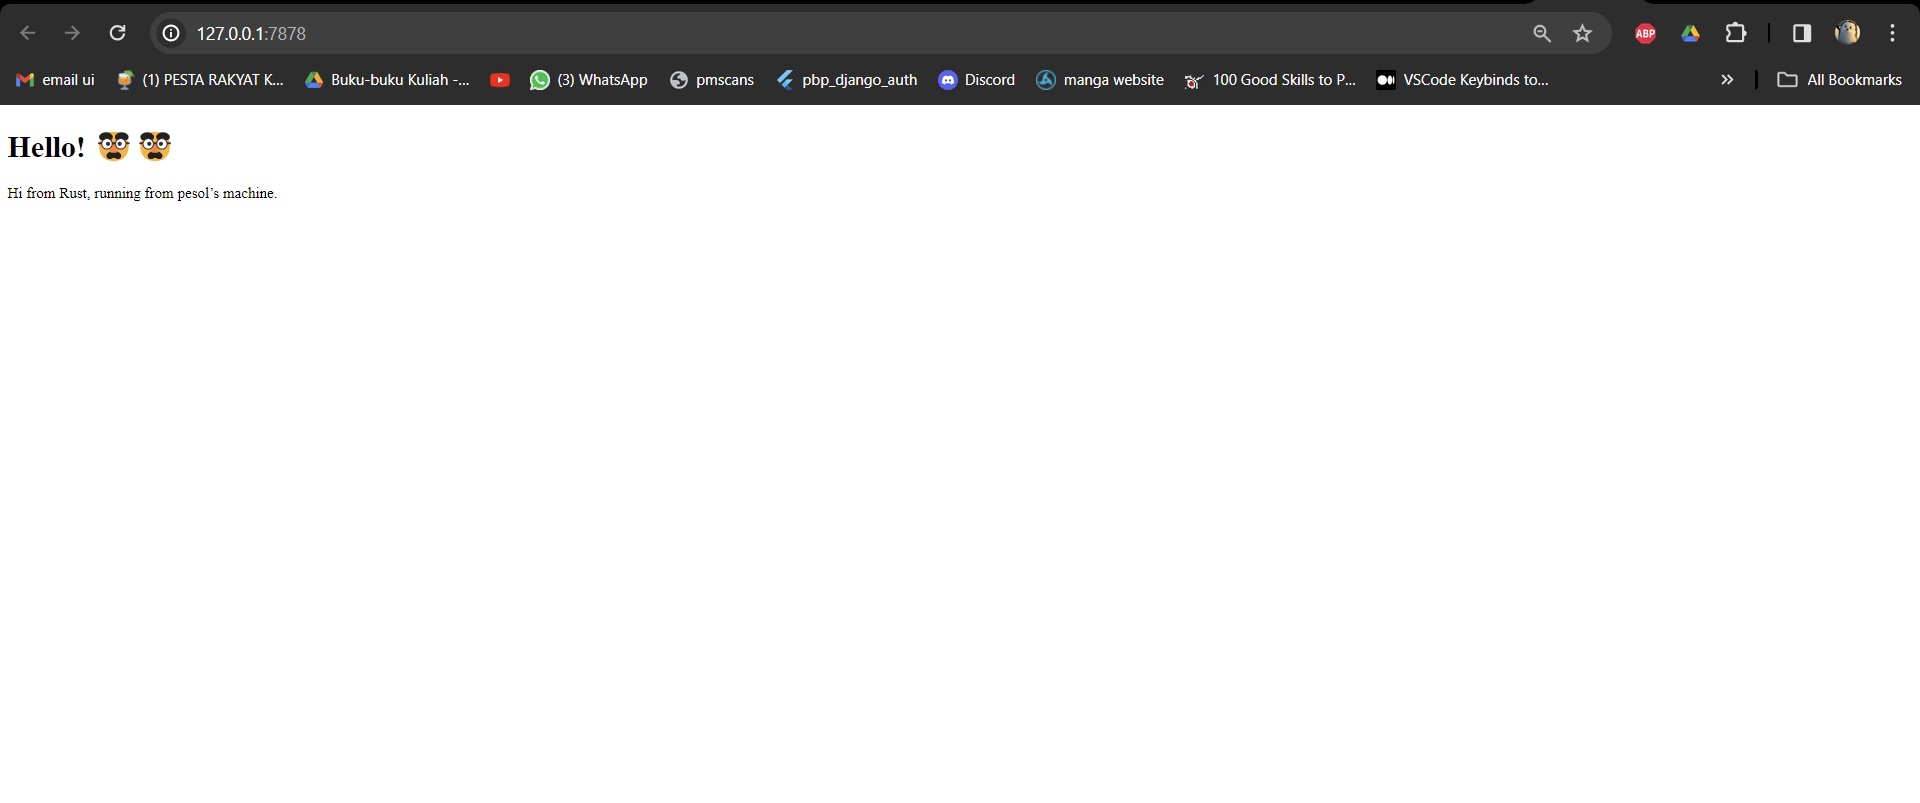 127.0.0.1:7878
ABP
email ui (1) PESTA RAKYAT K... Buku-buku Kuliah -... (3) WhatsApp pmscans pbp_django_auth Discord manga website 100 Good Skills to P... VSCode Keybinds to... » All Bookmarks
Hello! 🥸 🥸
Hi from Rust, running from pesol’s machine.